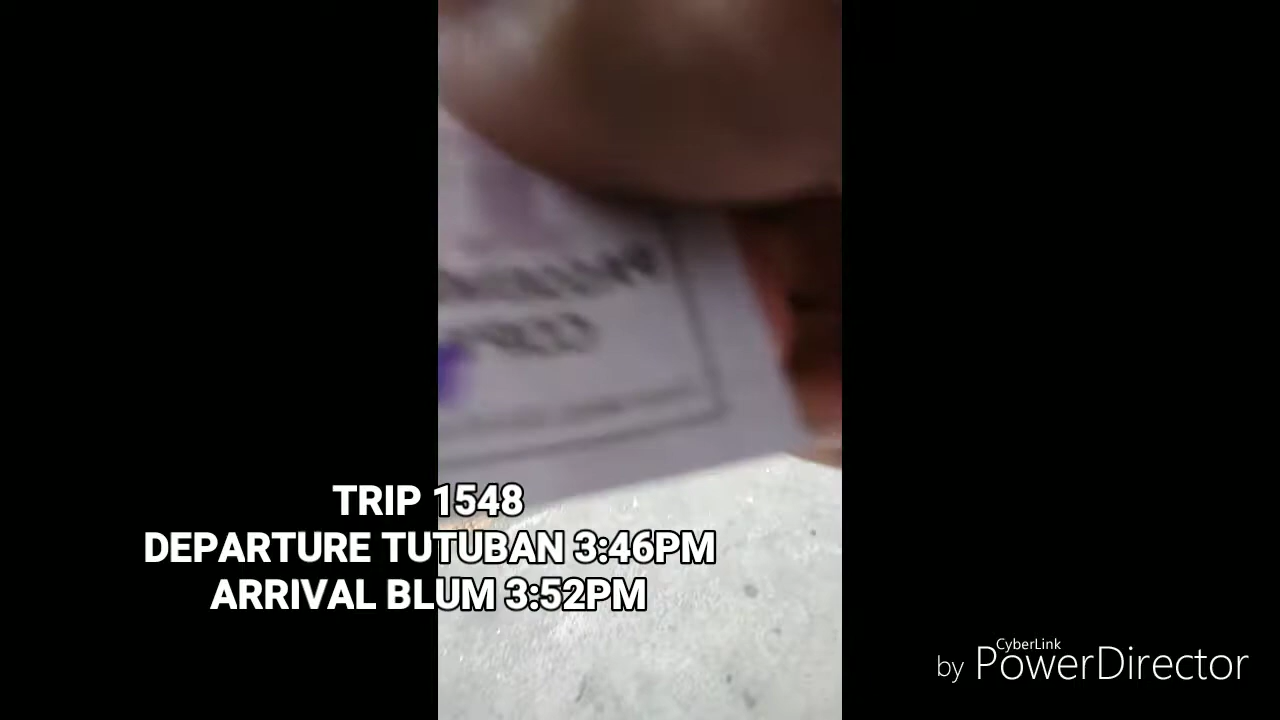 TRIP 1548
DEPARTURE TUTUBAN 3:46PM
ARRIVAL BLUM 3:52PM
CyberLink
by PowerDirector